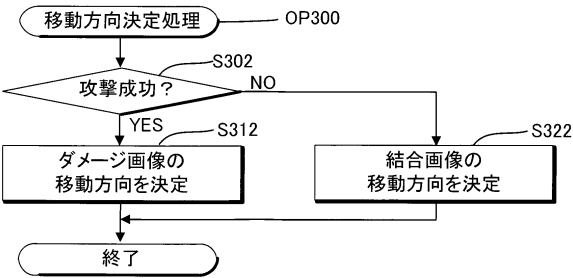 移動方向決定処理
OP300
S302
攻撃成功？
NO
YES
S312
ダメージ画像の
移動方向を決定
S322
結合画像の
移動方向を決定
終了